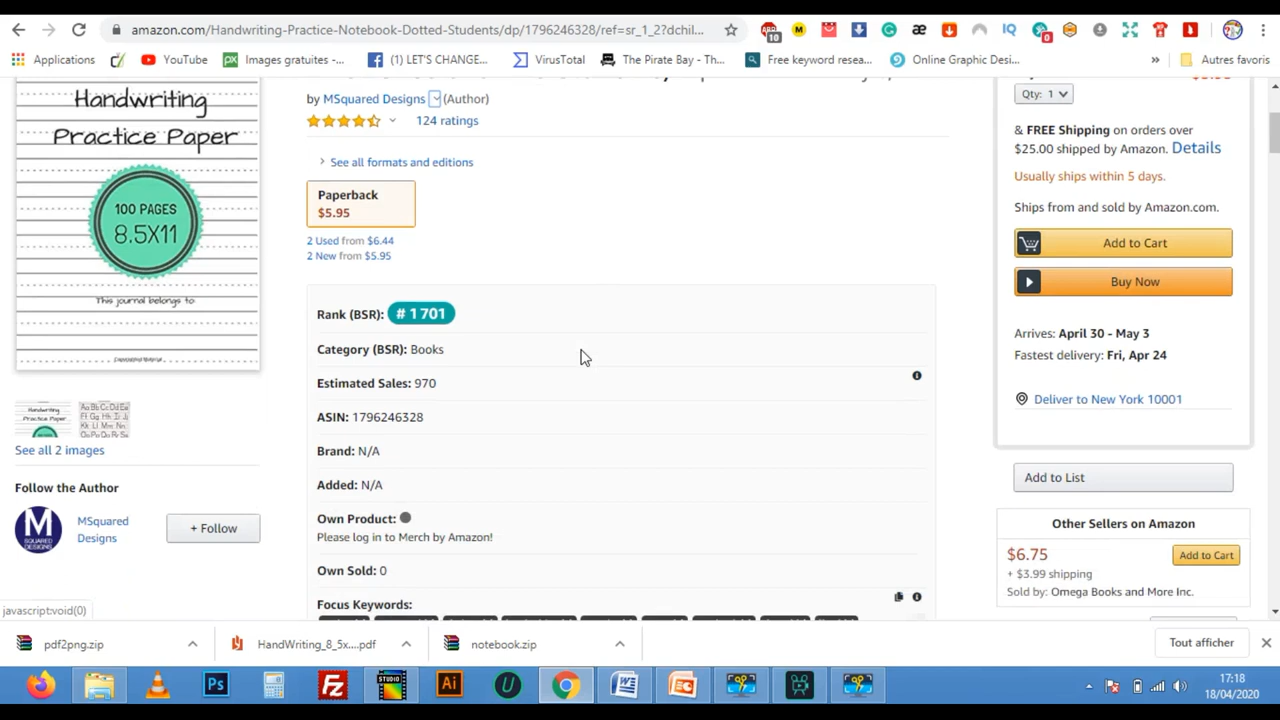 amazon.com/Handwriting-Practice-Notebook-Dotted-Students/dp/1796246328/ref=sr_1_2?dchil...
10
0
Applications
YouTube
Images gratuites -...
(1) LET'S CHANGE...
VirusTotal
The Pirate Bay - Th...
Free keyword resea...
Online Graphic Desi...
»
Autres favoris
Handwriting
Practice Paper
100 PAGES
8.5X11
This journal belongs to:
See all 2 images
Follow the Author
M
SQUARED
DESIGNS
MSquared
Designs
+ Follow
by MSquared Designs (Author)
124 ratings
See all formats and editions
Paperback
$5.95
2 Used from $6.44
2 New from $5.95
Rank (BSR): # 1 701
Category (BSR): Books
Estimated Sales: 970
ASIN: 1796246328
Brand: N/A
Added: N/A
Own Product:
Please log in to Merch by Amazon!
Own Sold: 0
Focus Keywords:
Qty: 1
& FREE Shipping on orders over
$25.00 shipped by Amazon. Details
Usually ships within 5 days.
Ships from and sold by Amazon.com.
Add to Cart
Buy Now
Arrives: April 30 - May 3
Fastest delivery: Fri, Apr 24
Deliver to New York 10001
Add to List
Other Sellers on Amazon
$6.75
Add to Cart
+ $3.99 shipping
Sold by: Omega Books and More Inc.
javascript:void(0)
pdf2png.zip
HandWriting_8_5x....pdf
notebook.zip
Tout afficher
Ps
Fz
STUDIO
Ai
U
17:18
18/04/2020